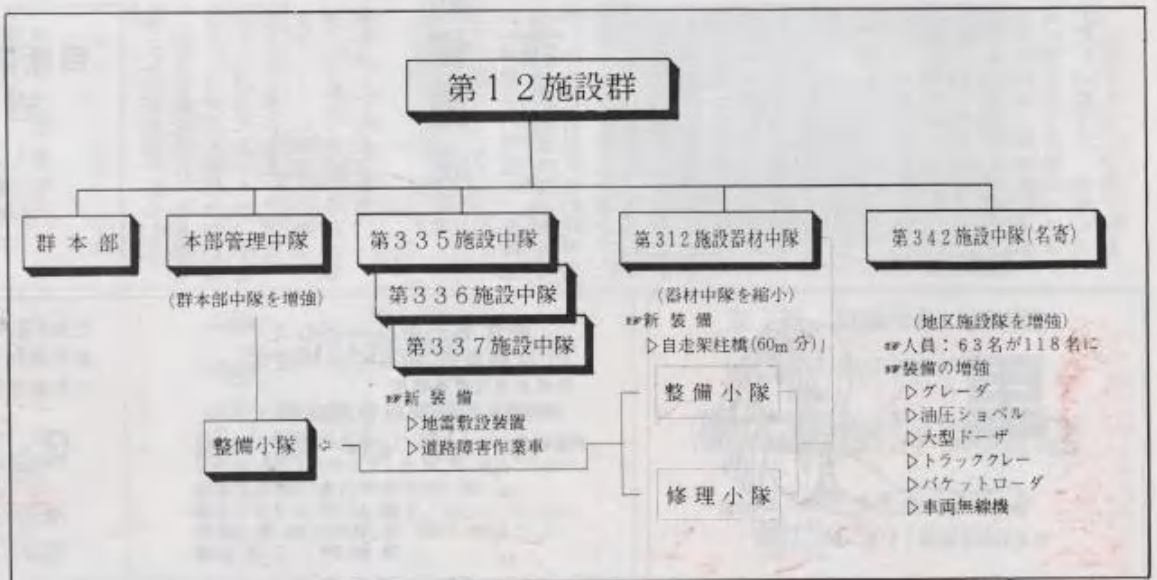 第１２施設群
群本部
本部管理中隊
(群本部中隊を増強)
整備小隊
第３３５施設中隊
第３３６施設中隊
第３３７施設中隊
☞新 装 備
▷地雷敷設装置
▷道路障害作業車
第312施設器材中隊
(器材中隊を縮小)
☞新 装 備
▷自走架柱橋(60m 分)
整備小隊
修理小隊
第342施設中隊(名寄)
(地区施設隊を増強)
☞人員：６３名が１１８名に
☞装備の増強
▷グレーダ
▷油圧ショベル
▷大型ドーザ
▷トラッククレー
▷バケットローダ
▷車両無線機